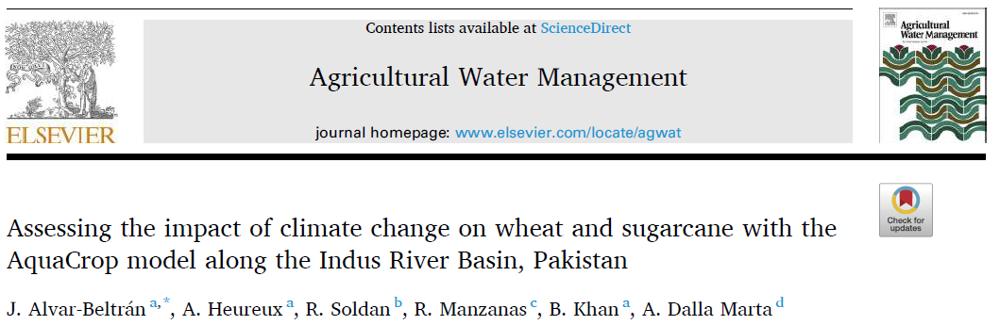 Contents lists available at ScienceDirect
Agricultural Water Management
journal homepage: www.elsevier.com/locate/agwat
ELSEVIER
Agricultural
Water Management
Check for
updates
Assessing the impact of climate change on wheat and sugarcane with the
AquaCrop model along the Indus River Basin, Pakistan
J. Alvar-Beltrán a,*, A. Heureux a, R. Soldan b, R. Manzanas c, B. Khan a, A. Dalla Marta d